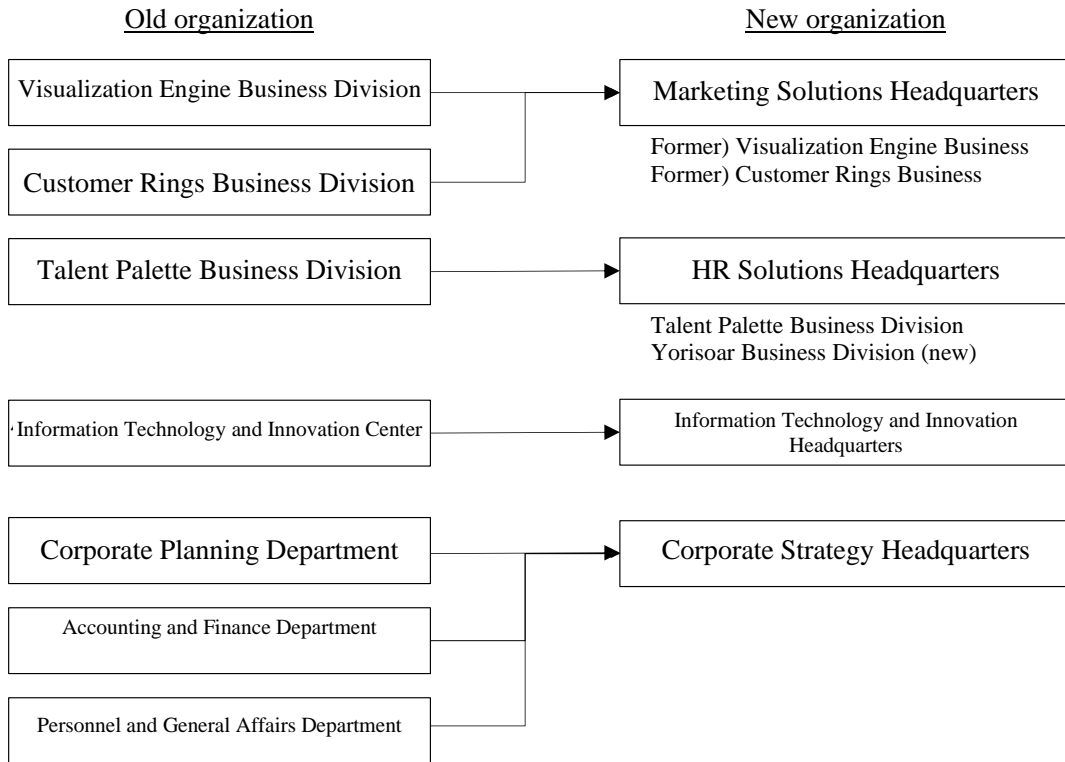 Old organization
New organization
Visualization Engine Business Division
Marketing Solutions Headquarters
Former) Visualization Engine Business
Former) Customer Rings Business
Customer Rings Business Division
Talent Palette Business Division
HR Solutions Headquarters
Talent Palette Business Division
Yorisoar Business Division (new)
Information Technology and Innovation Center
Information Technology and Innovation
Headquarters
Corporate Planning Department
Corporate Strategy Headquarters
Accounting and Finance Department
Personnel and General Affairs Department